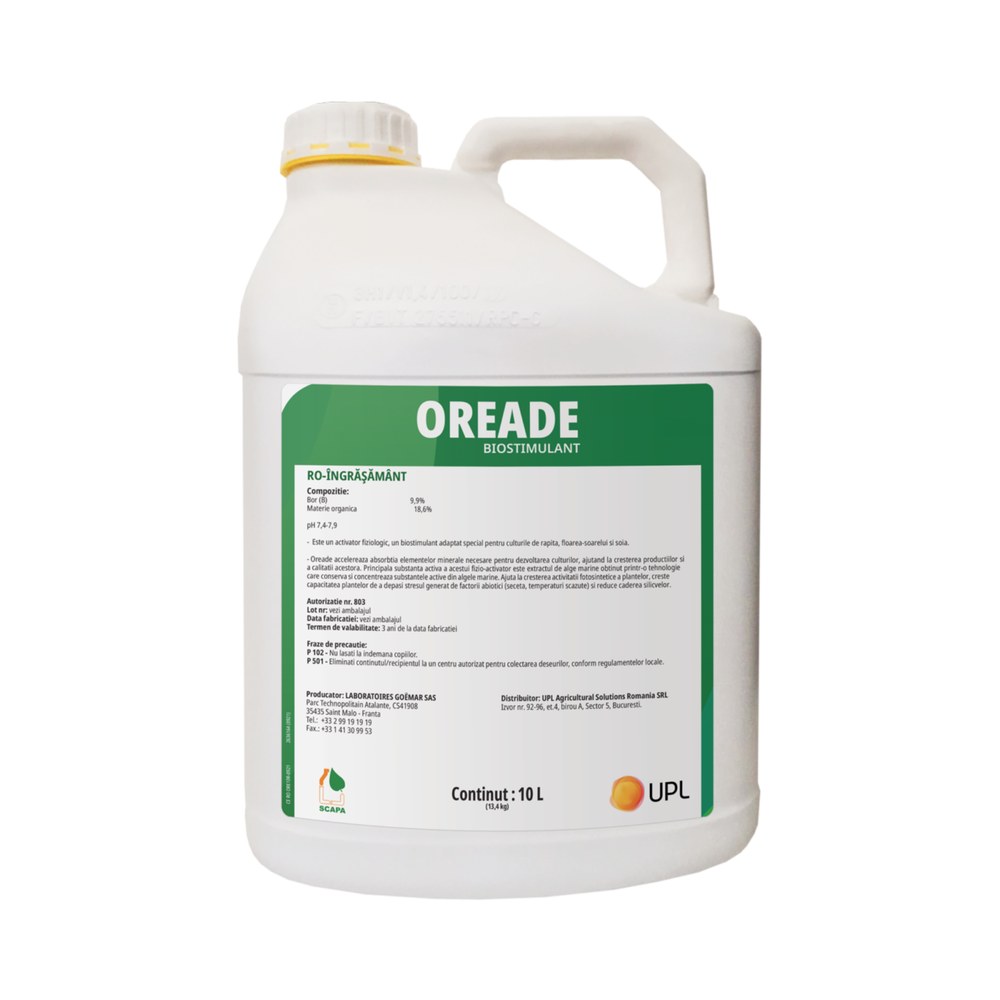 OREADE
BIOSTIMULANT
RO-ÎNGRĂȘĂMÂNT
Compozitie:
Bor (B) 9,9%
Materie organica 18,6%
pH 7,4-7,9
- Este un activator fiziologic, un biostimulant adaptat special pentru culturile de rapita, floarea-soarelui si soia.
- Oreade accelereaza absorbtia elementelor minerale necesare pentru dezvoltarea culturilor, ajutand la cresterea productiilor si
a calitatii acestora. Principala substanta activa a acestui fizio-activator este extractul de alge marine obtinut printr-o tehnologie
care conserva si concentreaza substantele active din algele marine. Ajuta la cresterea activitatii fotosintetice a plantelor, creste
capacitatea plantelor de a depasi stresul generat de factorii abiotici (seceta, temperaturi scazute) si reduce caderea silicvelor.
Autorizatie nr. 803
Lot nr: vezi ambalajul
Data fabricatiei: vezi ambalajul
Termen de valabilitate: 3 ani de la data fabricatiei
Fraze de precautie:
P 102 - Nu lasati la indemana copiilor.
P 501 - Eliminati continutul/recipientul la un centru autorizat pentru colectarea deseurilor, conform regulamentelor locale.
Producator: LABORATOIRES GOËMAR SAS
Parc Technopolitain Atalante, CS41908
35435 Saint Malo - Franta
Tel.: +33 2 99 19 19 19
Fax.: +33 1 41 30 99 53
Distribuitor: UPL Agricultural Solutions Romania SRL
Izvor nr. 92-96, et.4, birou A, Sector 5, Bucuresti.
SCAPA
Continut : 10 L
(13,4 kg)
UPL